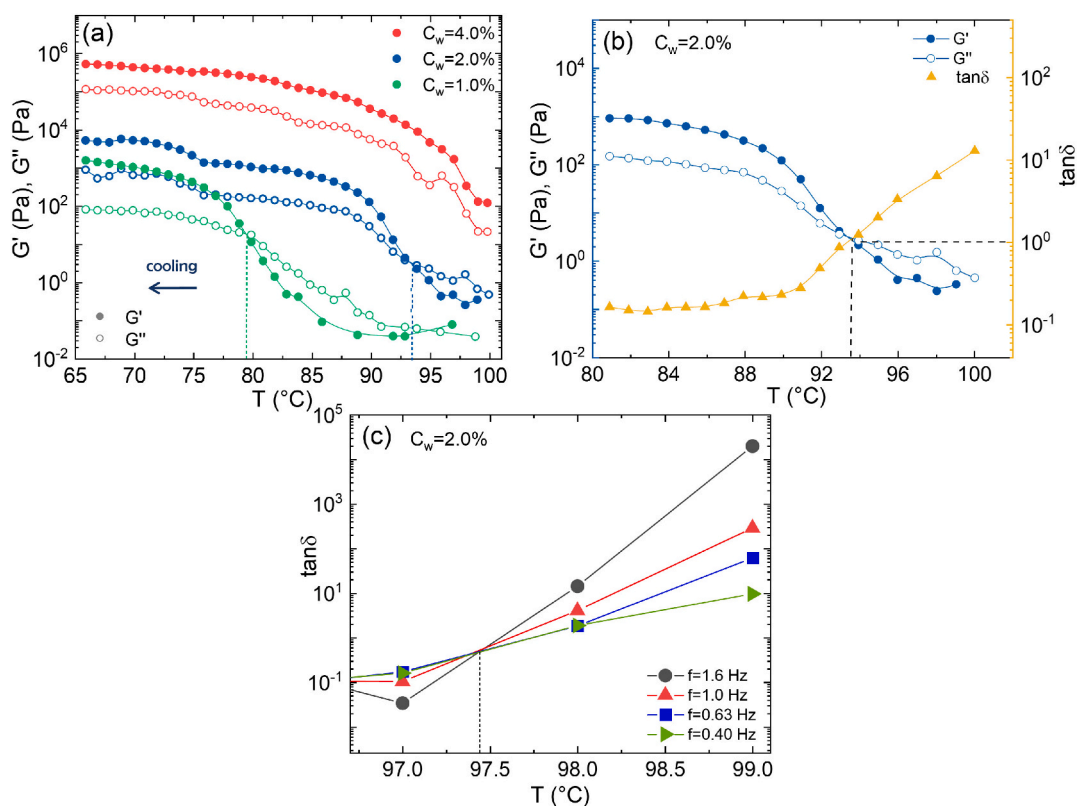 (a)
C_w=4.0%
C_w=2.0%
C_w=1.0%
10^6
10^4
10^2
10^0
10^-2
G' (Pa), G'' (Pa)
cooling
G'
G''
65 70 75 80 85 90 95 100
T (°C)
(b) C_w=2.0%
G'
G''
tanδ
10^4
10^2
10^0
10^-2
G' (Pa), G'' (Pa)
10^2
10^1
10^0
10^-1
tanδ
80 84 88 92 96 100
T (°C)
(c) C_w=2.0%
10^5
10^3
10^1
10^-1
tanδ
f=1.6 Hz
f=1.0 Hz
f=0.63 Hz
f=0.40 Hz
97.0 97.5 98.0 98.5 99.0
T (°C)